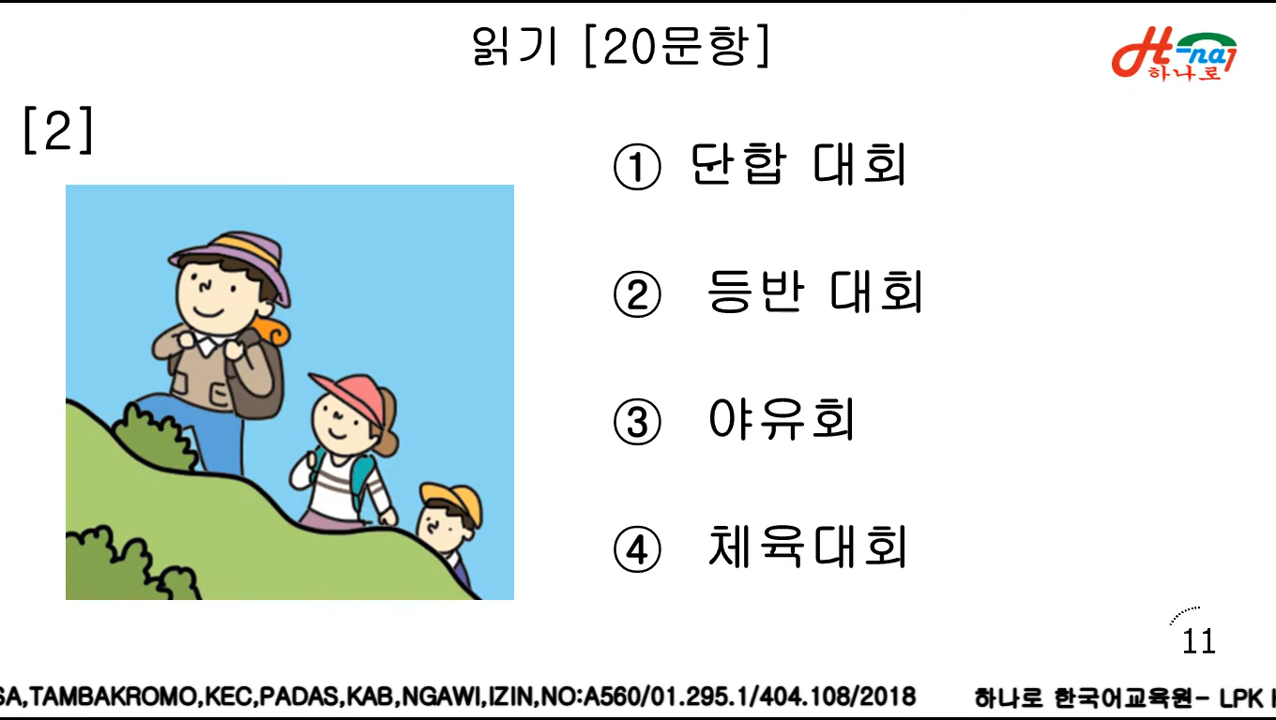 읽기 [20문항]
H-na1
하나로
[2]
① 단합 대회
② 등반 대회
③ 야유회
④ 체육대회
11
SA,TAMBAKROMO,KEC,PADAS,KAB,NGAWI,IZIN,NO:A560/01.295.1/404.108/2018 하나로 한국어교육원- LPK